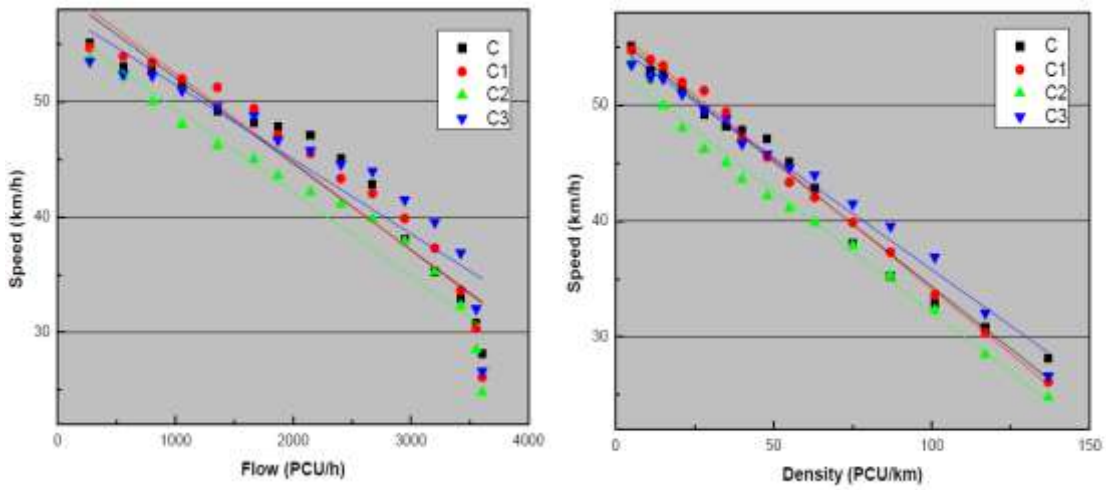 C
C1
C2
C3
50
40
30
0
1000
2000
3000
4000
Speed (km/h)
Flow (PCU/h)
C
C1
C2
C3
50
40
30
0
50
100
150
Speed (km/h)
Density (PCU/km)